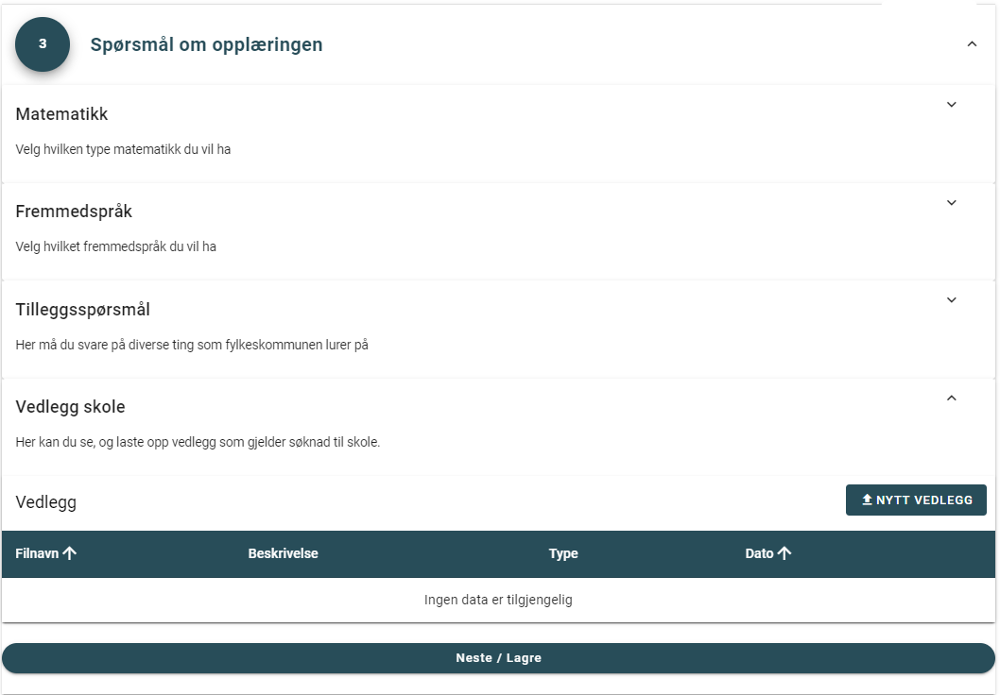 3
Spørsmål om opplæringen
Matematikk
Velg hvilken type matematikk du vil ha
Fremmedspråk
Velg hvilket fremmedspråk du vil ha
Tilleggsspørsmål
Her må du svare på diverse ting som fylkeskommunen lurer på
Vedlegg skole
Her kan du se, og laste opp vedlegg som gjelder søknad til skole.
Vedlegg
NYTT VEDLEGG
Filnavn Beskrivelse Type Dato
Ingen data er tilgjengelig
Neste / Lagre